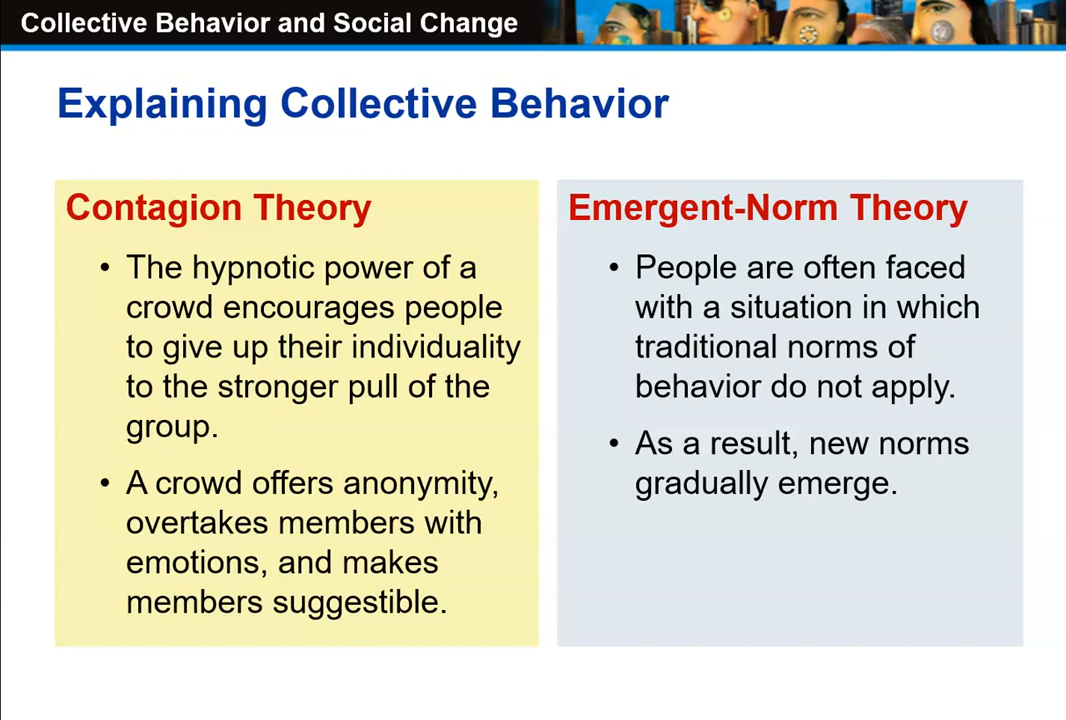 Collective Behavior and Social Change
Explaining Collective Behavior
Contagion Theory
• The hypnotic power of a
crowd encourages people
to give up their individuality
to the stronger pull of the
group.
• A crowd offers anonymity,
overtakes members with
emotions, and makes
members suggestible.
Emergent-Norm Theory
• People are often faced
with a situation in which
traditional norms of
behavior do not apply.
• As a result, new norms
gradually emerge.